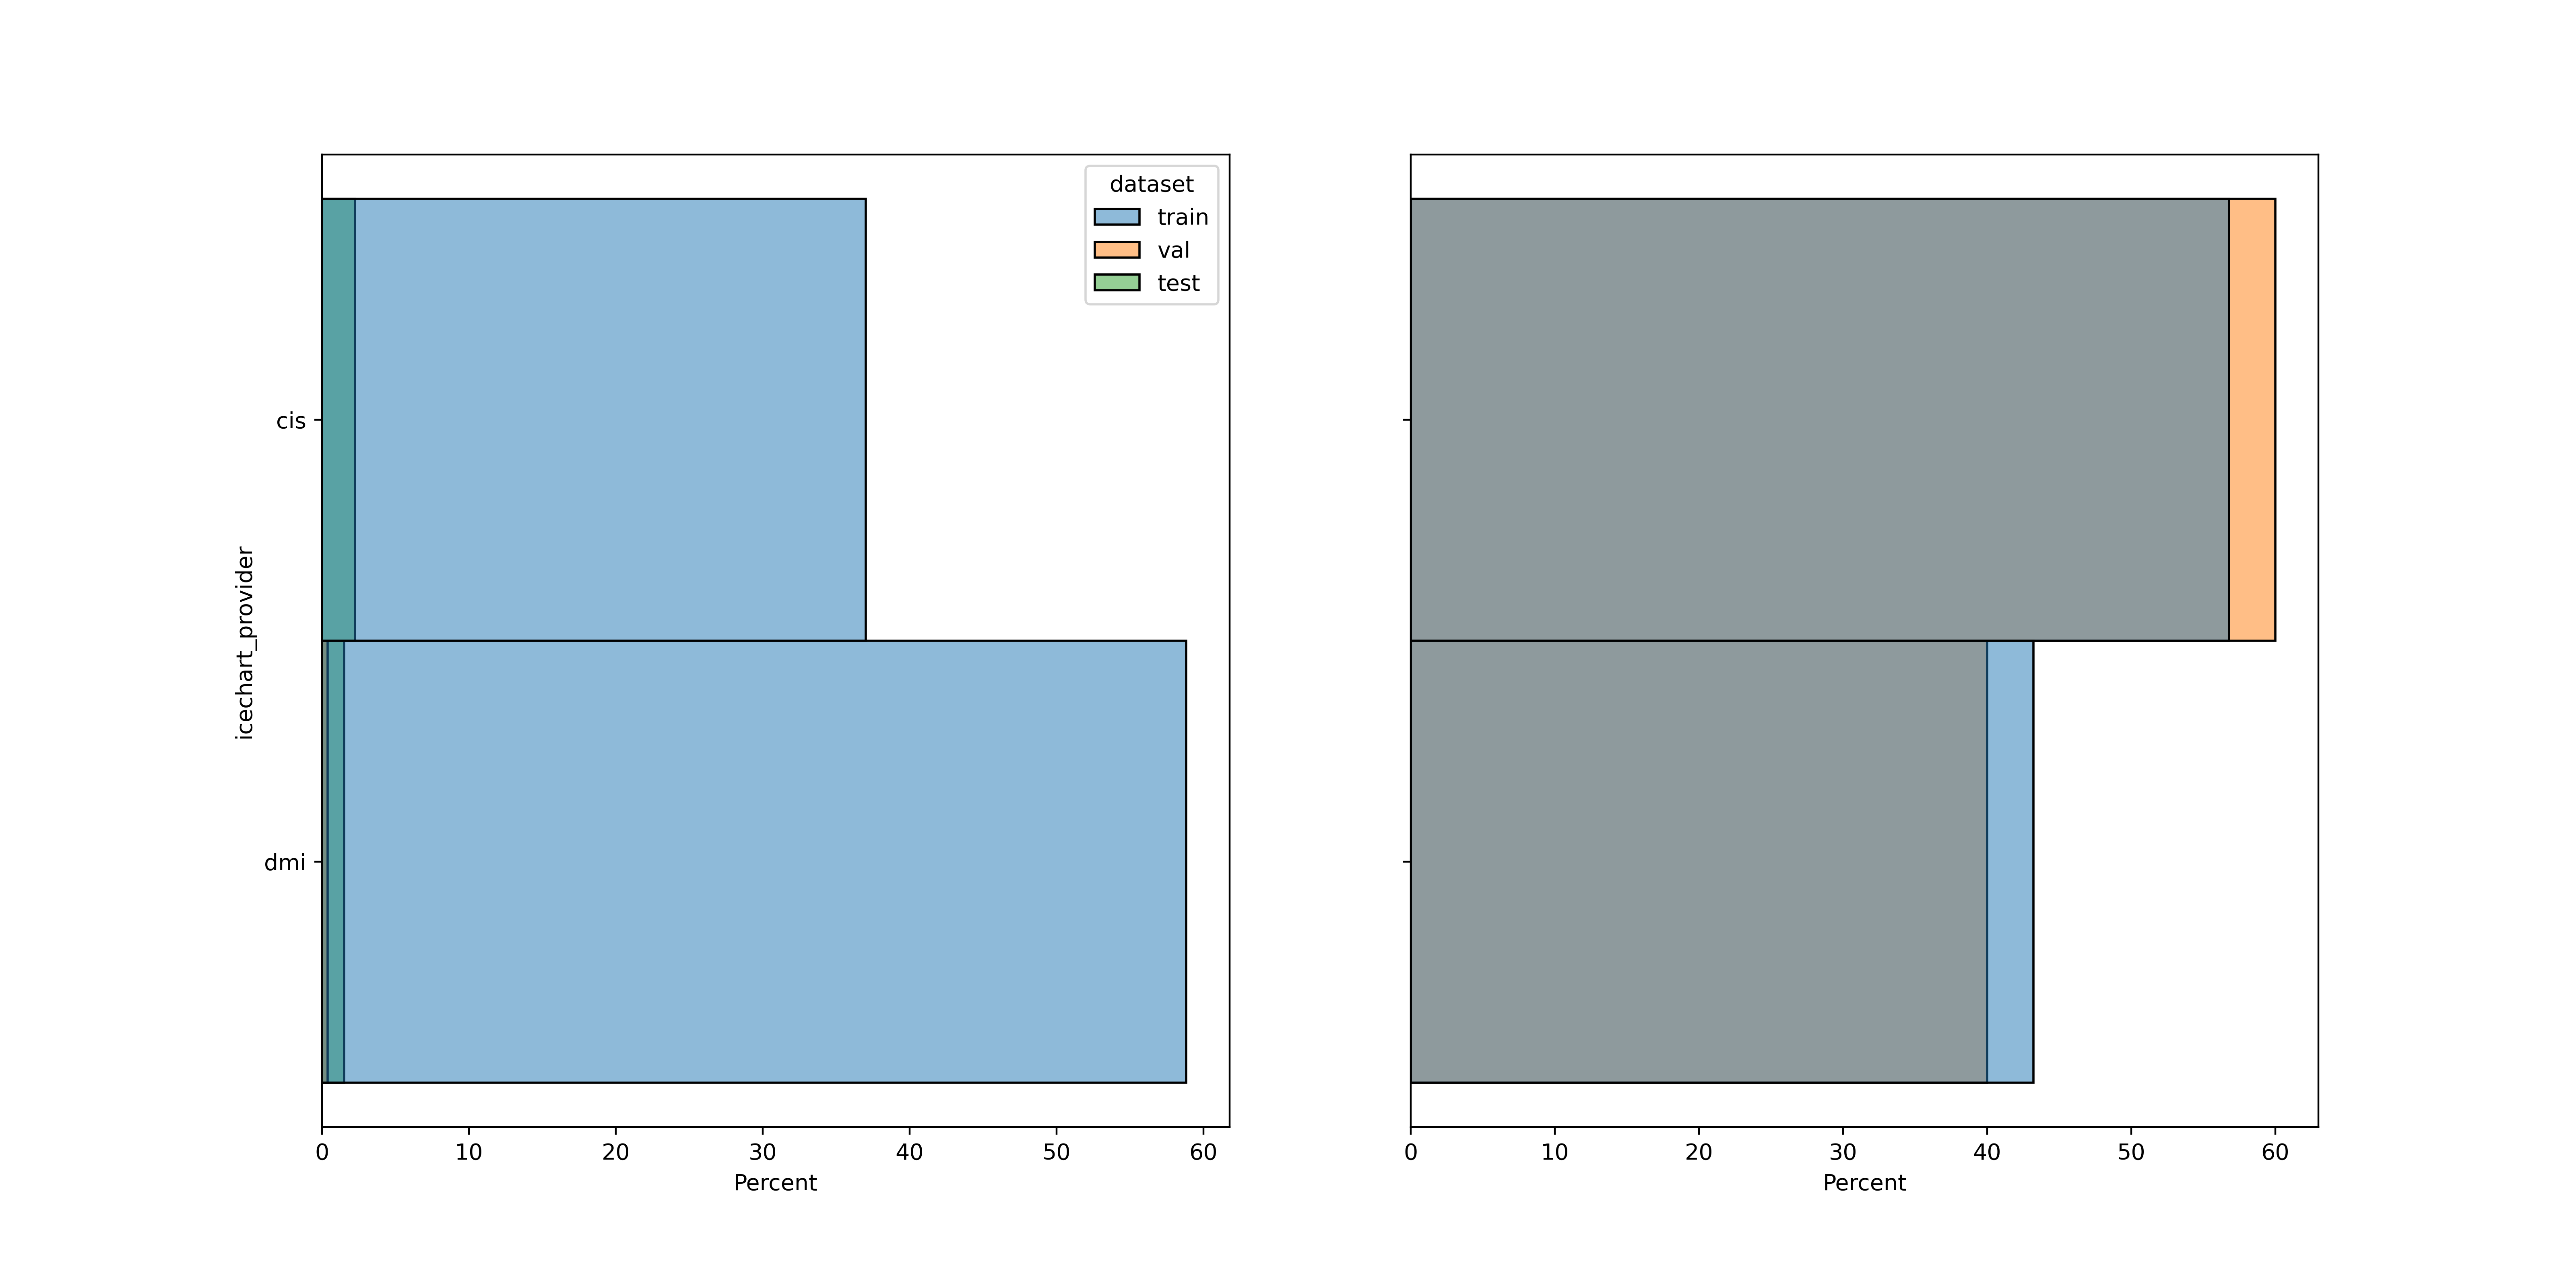 dataset
train
val
test
cis
dmi
icechart_provider
0 10 20 30 40 50 60
Percent
0 10 20 30 40 50 60
Percent